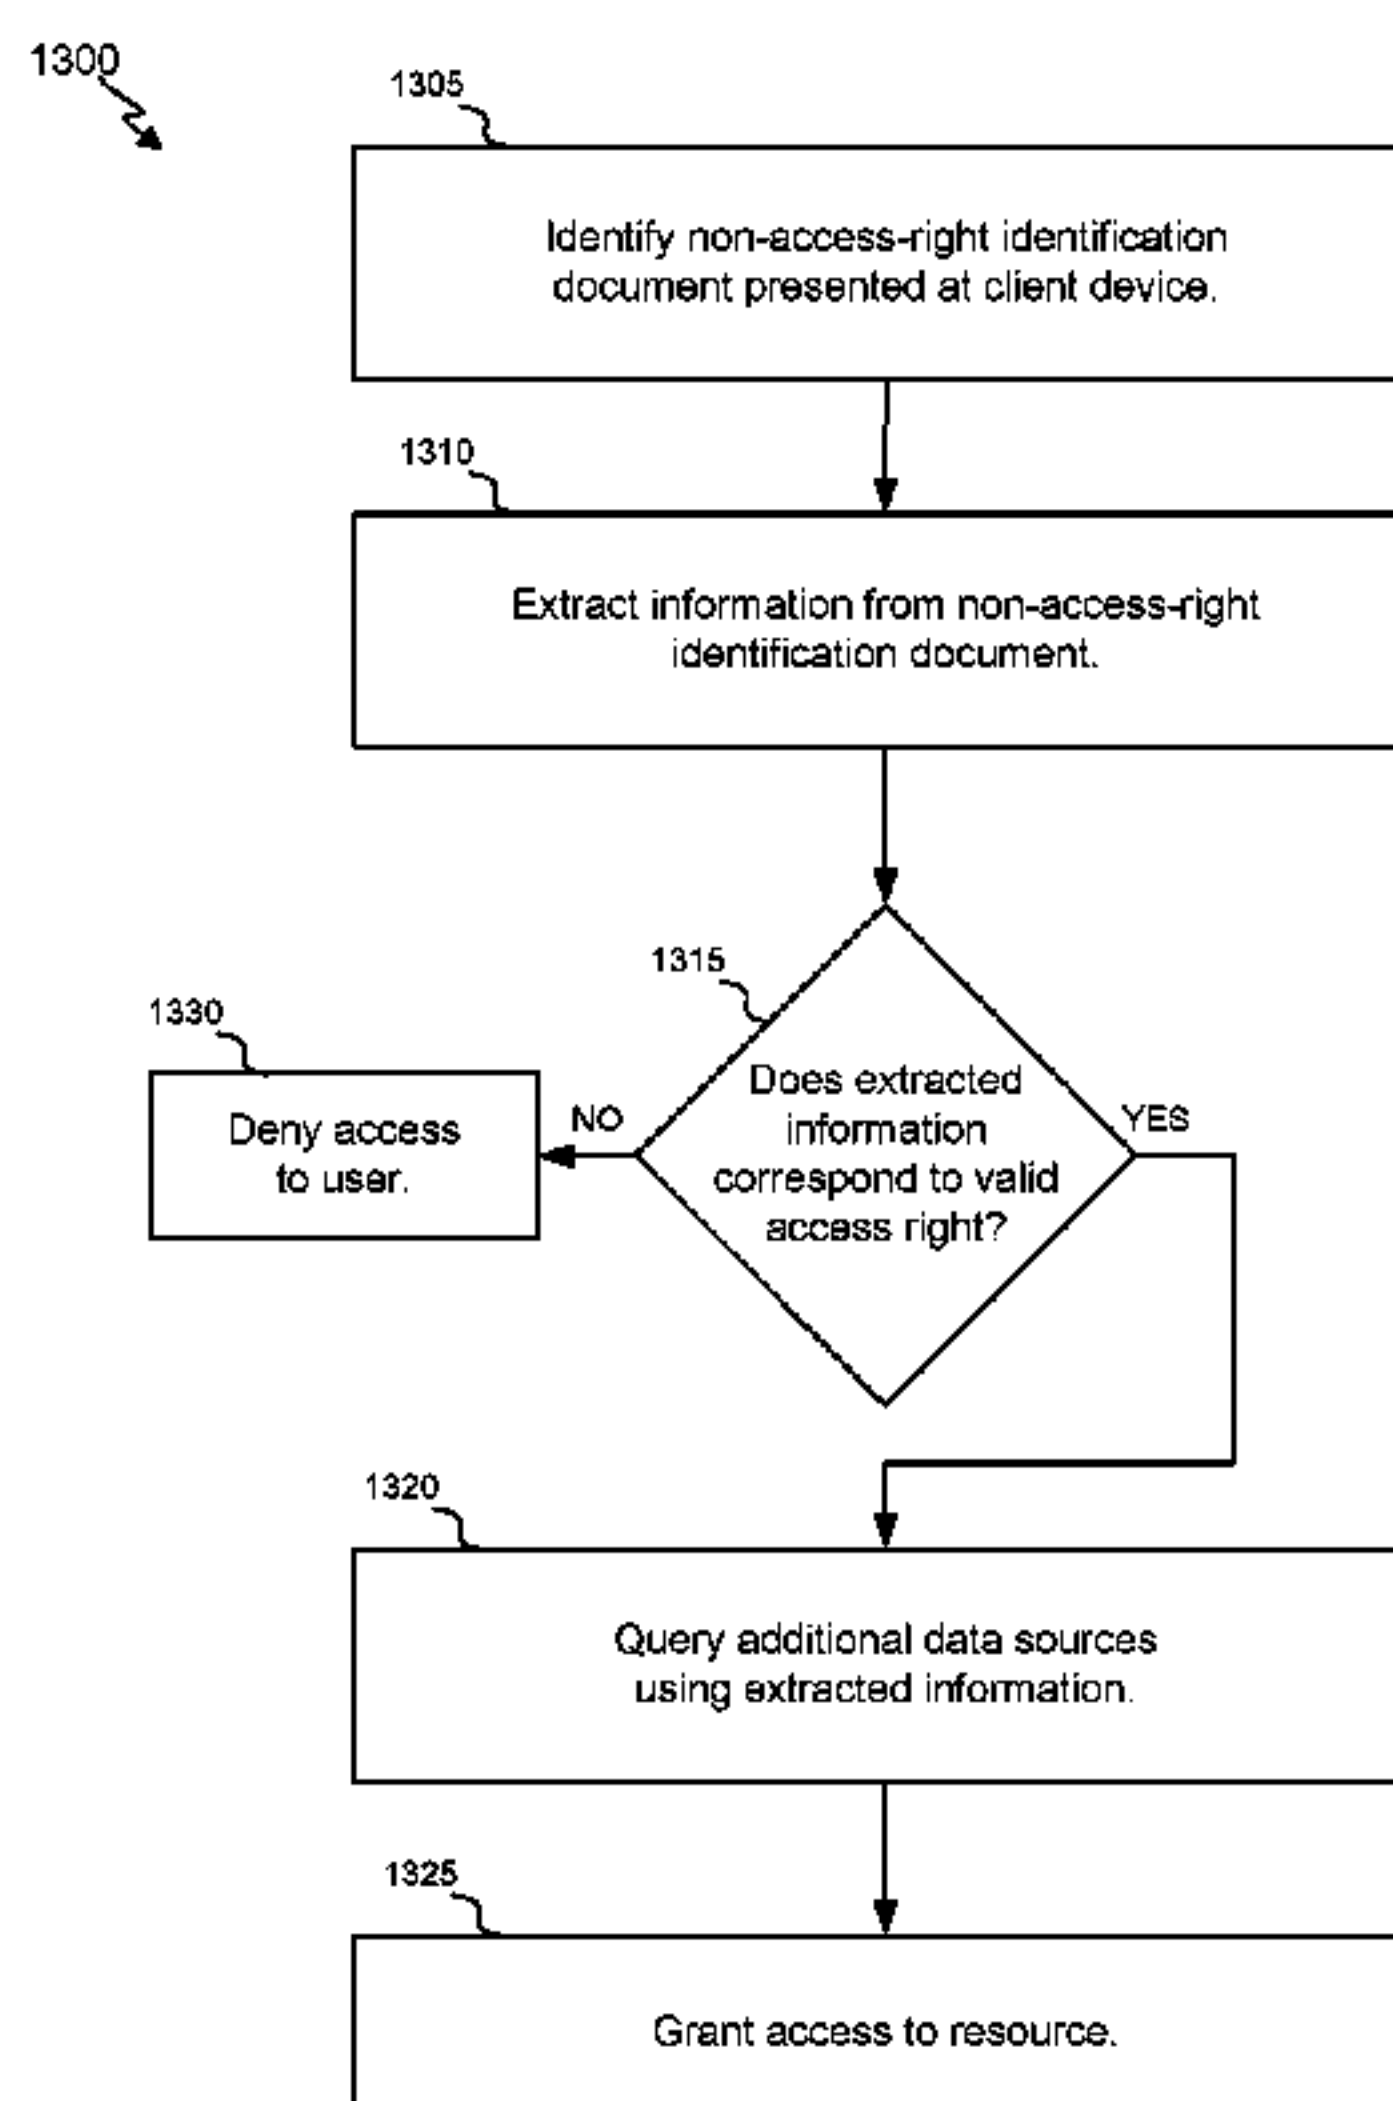 1300
1305
Identify non-access-right identification
document presented at client device.
1310
Extract information from non-access-right
identification document.
1315
Does extracted
information
correspond to valid
access right?
NO
YES
1330
Deny access
to user.
1320
Query additional data sources
using extracted information.
1325
Grant access to resource.